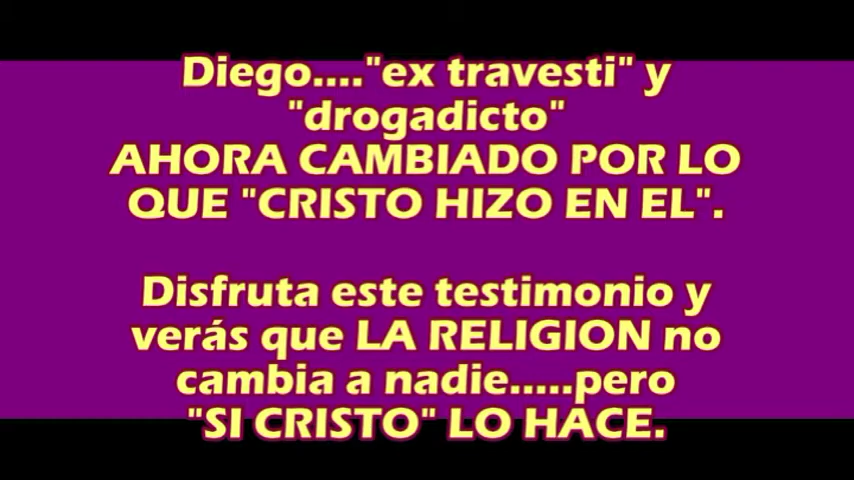 Diego...."ex travesti" y
"drogadicto"
AHORA CAMBIADO POR LO
QUE "CRISTO HIZO EN EL".
Disfruta este testimonio y
verás que LA RELIGION no
cambia a nadie.....pero
"SI CRISTO" LO HACE.